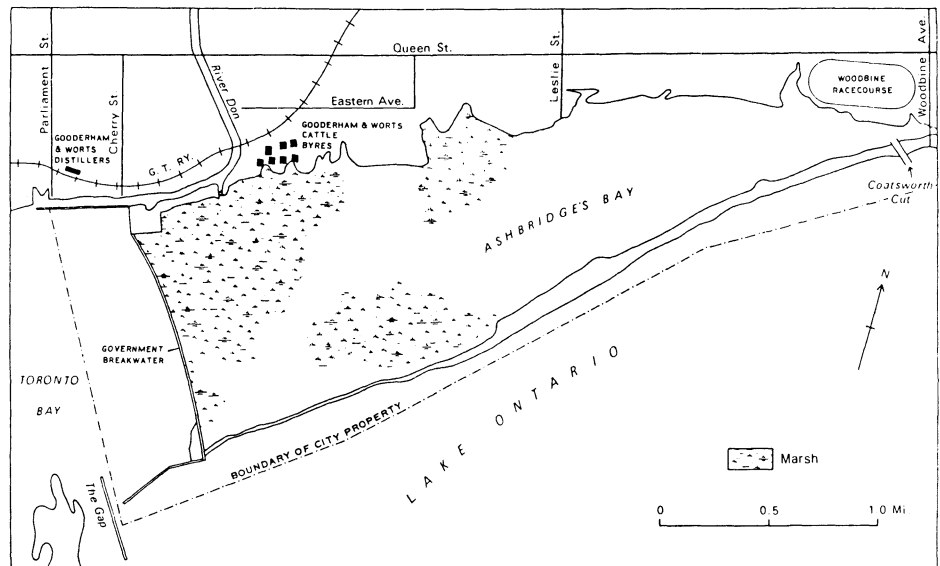 Parliament St.
Cherry St
River Don
Queen St.
Leslie St.
Woodbine Ave.
WOODBINE
RACECOURSE
Eastern Ave.
GOODERHAM
& WORTS
DISTILLERS
G. T. RY.
GOODERHAM & WORTS
CATTLE
BYRES
Coatsworth
Cut
ASHBRIDGE'S BAY
N
GOVERNMENT
BREAKWATER
TORONTO
BAY
BOUNDARY OF CITY PROPERTY
LAKE ONTARIO
The Gap
Marsh
0 0.5 1.0 Mi